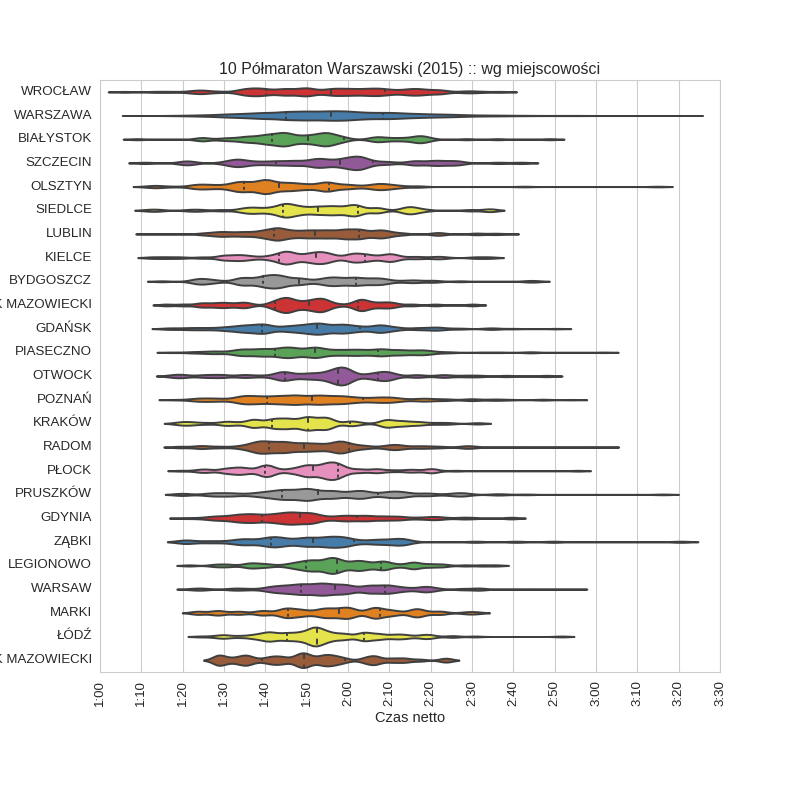 10 Półmaraton Warszawski (2015) :: wg miejscowości
WROCŁAW
WARSZAWA
BIAŁYSTOK
SZCZECIN
OLSZTYN
SIEDLCE
LUBLIN
KIELCE
BYDGOSZCZ
K MAZOWIECKI
GDAŃSK
PIASECZNO
OTWOCK
POZNAŃ
KRAKÓW
RADOM
PŁOCK
PRUSZKÓW
GDYNIA
ZĄBKI
LEGIONOWO
WARSAW
MARKI
ŁÓDŹ
K MAZOWIECKI
1:00 1:10 1:20 1:30 1:40 1:50 2:00 2:10 2:20 2:30 2:40 2:50 3:00 3:10 3:20 3:30
Czas netto